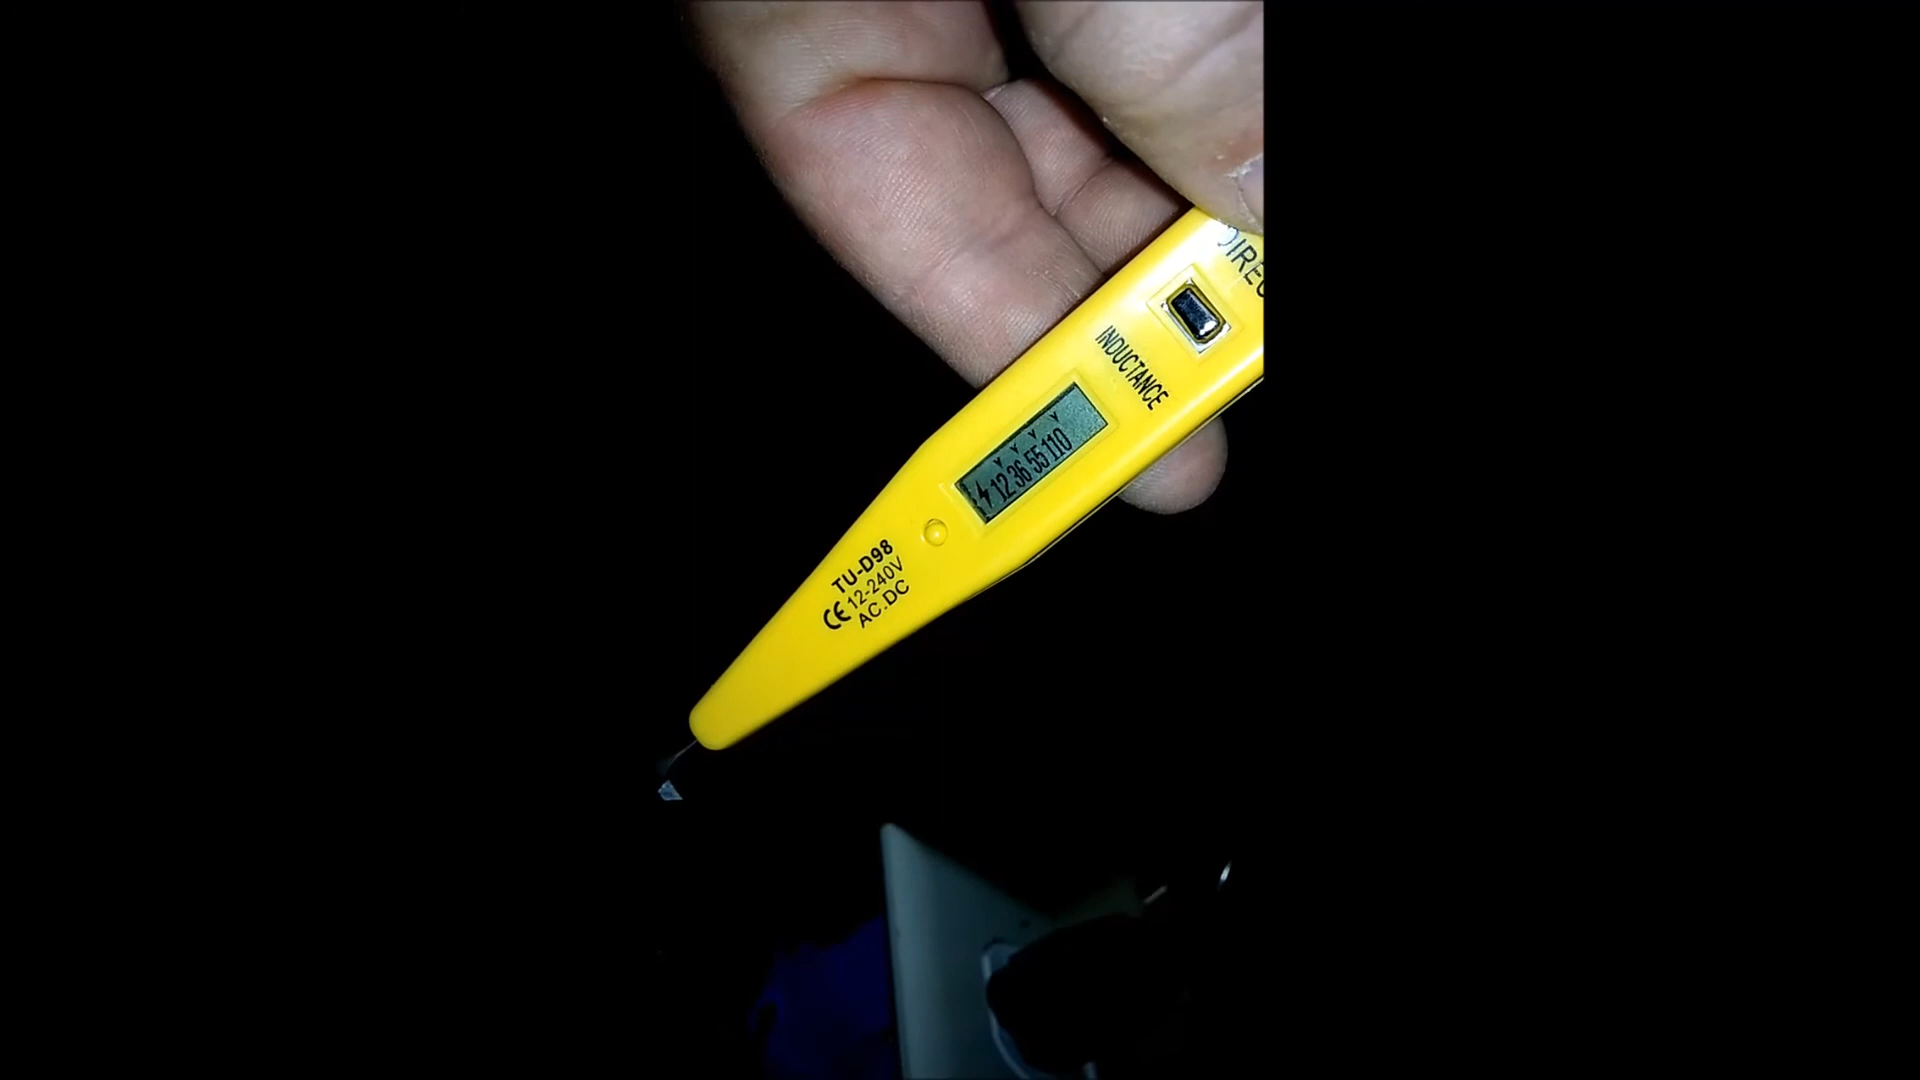 DIREC
INDUCTANCE
12 36 55 110
v v v v
TU-D98
CE 12-240V
AC.DC